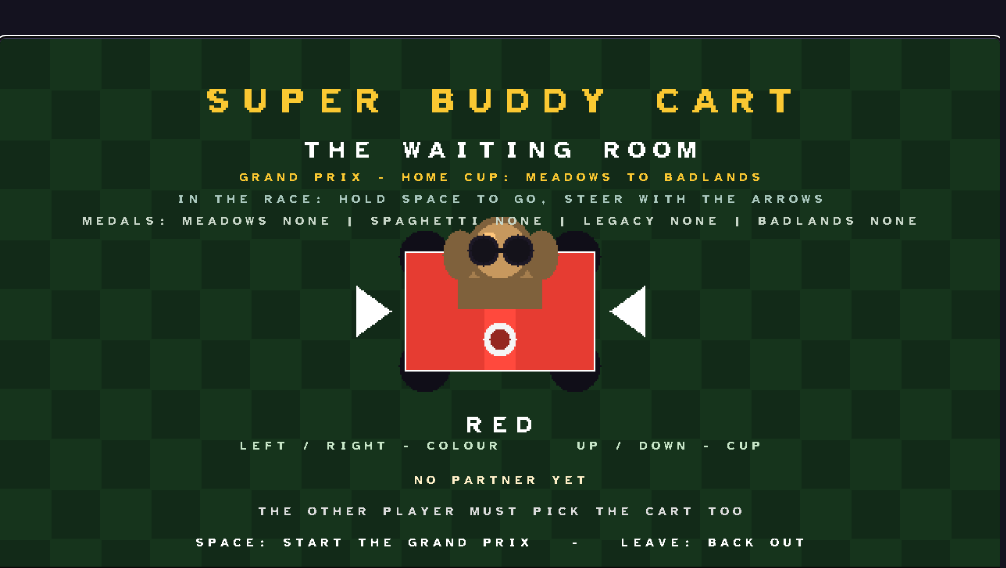 SUPER BUDDY CART
THE WAITING ROOM
GRAND PRIX - HOME CUP: MEADOWS TO BADLANDS
IN THE RACE: HOLD SPACE TO GO, STEER WITH THE ARROWS
MEDALS: MEADOWS NONE | SPAGHETTI NONE | LEGACY NONE | BADLANDS NONE
RED
LEFT / RIGHT - COLOUR UP / DOWN - CUP
NO PARTNER YET
THE OTHER PLAYER MUST PICK THE CART TOO
SPACE: START THE GRAND PRIX - LEAVE: BACK OUT